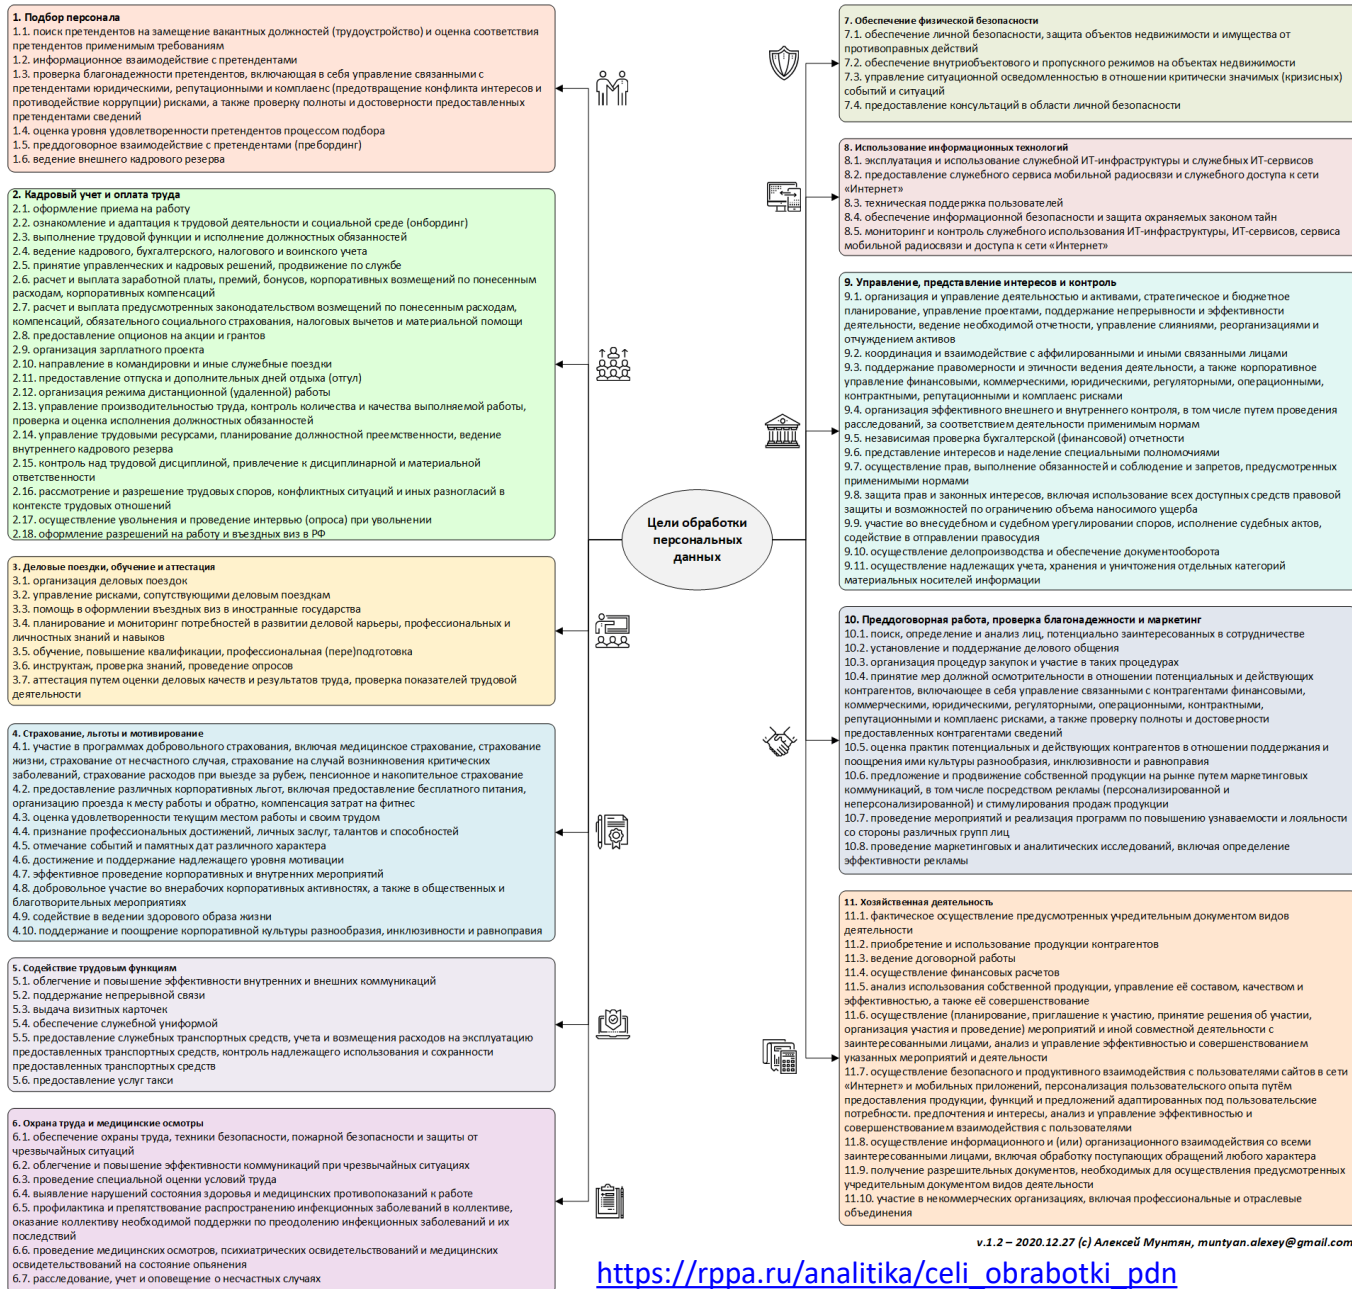 1. Подбор персонала
1.1. поиск претендентов на замещение вакантных должностей (трудоустройство) и оценка соответствия
претендентов применимым требованиям
1.2. информационное взаимодействие с претендентами
1.3. проверка благонадежности претендентов, включающая в себя управление связанными с
претендентами юридическими, репутационными и комплаенс (предотвращение конфликта интересов и
противодействие коррупции) рисками, а также проверку полноты и достоверности предоставленных
претендентами сведений
1.4. оценка уровня удовлетворенности претендентов процессом подбора
1.5. преддоговорное взаимодействие с претендентами (пребординг)
1.6. ведение внешнего кадрового резерва
2. Кадровый учет и оплата труда
2.1. оформление приема на работу
2.2. ознакомление и адаптация к трудовой деятельности и социальной среде (онбординг)
2.3. выполнение трудовой функции и исполнение должностных обязанностей
2.4. ведение кадрового, бухгалтерского, налогового и воинского учета
2.5. принятие управленческих и кадровых решений, продвижение по службе
2.6. расчет и выплата заработной платы, премий, бонусов, корпоративных возмещений по понесенным
расходам, корпоративных компенсаций
2.7. расчет и выплата предусмотренных законодательством возмещений по понесенным расходам,
компенсаций, обязательного социального страхования, налоговых вычетов и материальной помощи
2.8. предоставление опционов на акции и грантов
2.9. организация зарплатного проекта
2.10. направление в командировки и иные служебные поездки
2.11. предоставление отпуска и дополнительных дней отдыха (отгул)
2.12. организация режима дистанционной (удаленной) работы
2.13. управление производительностью труда, контроль количества и качества выполняемой работы,
проверка и оценка исполнения должностных обязанностей
2.14. управление трудовыми ресурсами, планирование должностной преемственности, ведение
внутреннего кадрового резерва
2.15. контроль над трудовой дисциплиной, привлечение к дисциплинарной и материальной
ответственности
2.16. рассмотрение и разрешение трудовых споров, конфликтных ситуаций и иных разногласий в
контексте трудовых отношений
2.17. осуществление увольнения и проведение интервью (опроса) при увольнении
2.18. оформление разрешений на работу и въездных виз в РФ
3. Деловые поездки, обучение и аттестация
3.1. организация деловых поездок
3.2. управление рисками, сопутствующими деловым поездкам
3.3. помощь в оформлении въездных виз в иностранные государства
3.4. планирование и мониторинг потребностей в развитии деловой карьеры, профессиональных и
личностных знаний и навыков
3.5. обучение, повышение квалификации, профессиональная (пере)подготовка
3.6. инструктаж, проверка знаний, проведение опросов
3.7. аттестация путем оценки деловых качеств и результатов труда, проверка показателей трудовой
деятельности
4. Страхование, льготы и мотивирование
4.1. участие в программах добровольного страхования, включая медицинское страхование, страхование
жизни, страхование от несчастного случая, страхование на случай возникновения критических
заболеваний, страхование расходов при выезде за рубеж, пенсионное и накопительное страхование
4.2. предоставление различных корпоративных льгот, включая предоставление бесплатного питания,
организацию проезда к месту работы и обратно, компенсация затрат на фитнес
4.3. оценка удовлетворенности текущим местом работы и своим трудом
4.4. признание профессиональных достижений, личных заслуг, талантов и способностей
4.5. отмечание событий и памятных дат различного характера
4.6. достижение и поддержание надлежащего уровня мотивации
4.7. эффективное проведение корпоративных и внутренних мероприятий
4.8. добровольное участие во внерабочих корпоративных активностях, а также в общественных и
благотворительных мероприятиях
4.9. содействие в ведении здорового образа жизни
4.10. поддержание и поощрение корпоративной культуры разнообразия, инклюзивности и равноправия
5. Содействие трудовым функциям
5.1. облегчение и повышение эффективности внутренних и внешних коммуникаций
5.2. поддержание непрерывной связи
5.3. выдача визитных карточек
5.4. обеспечение служебной униформой
5.5. предоставление служебных транспортных средств, учета и возмещения расходов на эксплуатацию
предоставленных транспортных средств, контроль надлежащего использования и сохранности
предоставленных транспортных средств
5.6. предоставление услуг такси
6. Охрана труда и медицинские осмотры
6.1. обеспечение охраны труда, техники безопасности, пожарной безопасности и защиты от
чрезвычайных ситуаций
6.2. облегчение и повышение эффективности коммуникаций при чрезвычайных ситуациях
6.3. проведение специальной оценки условий труда
6.4. выявление нарушений состояния здоровья и медицинских противопоказаний к работе
6.5. профилактика и препятствование распространению инфекционных заболеваний в коллективе,
оказание коллективу необходимой поддержки по преодолению инфекционных заболеваний и их
последствий
6.6. проведение медицинских осмотров, психиатрических освидетельствований и медицинских
освидетельствований на состояние опьянения
6.7. расследование, учет и оповещение о несчастных случаях
Цели обработки
персональных
данных
7. Обеспечение физической безопасности
7.1. обеспечение личной безопасности, защита объектов недвижимости и имущества от
противоправных действий
7.2. обеспечение внутриобъектового и пропускного режимов на объектах недвижимости
7.3. управление ситуационной осведомленностью в отношении критически значимых (кризисных)
событий и ситуаций
7.4. предоставление консультаций в области личной безопасности
8. Использование информационных технологий
8.1. эксплуатация и использование служебной ИТ-инфраструктуры и служебных ИТ-сервисов
8.2. предоставление служебного сервиса мобильной радиосвязи и служебного доступа к сети
«Интернет»
8.3. техническая поддержка пользователей
8.4. обеспечение информационной безопасности и защита охраняемых законом тайн
8.5. мониторинг и контроль служебного использования ИТ-инфраструктуры, ИТ-сервисов, сервиса
мобильной радиосвязи и доступа к сети «Интернет»
9. Управление, представление интересов и контроль
9.1. организация и управление деятельностью и активами, стратегическое и бюджетное
планирование, управление проектами, поддержание непрерывности и эффективности
деятельности, ведение необходимой отчетности, управление слияниями, реорганизациями и
отчуждением активов
9.2. координация и взаимодействие с аффилированными и иными связанными лицами
9.3. поддержание правомерности и этичности ведения деятельности, а также корпоративное
управление финансовыми, коммерческими, юридическими, регуляторными, операционными,
контрактными, репутационными и комплаенс рисками
9.4. организация эффективного внешнего и внутреннего контроля, в том числе путем проведения
расследований, за соответствием деятельности применимым нормам
9.5. независимая проверка бухгалтерской (финансовой) отчетности
9.6. представление интересов и наделение специальными полномочиями
9.7. осуществление прав, выполнение обязанностей и соблюдение и запретов, предусмотренных
применимыми нормами
9.8. защита прав и законных интересов, включая использование всех доступных средств правовой
защиты и возможностей по ограничению объема наносимого ущерба
9.9. участие во внесудебном и судебном урегулировании споров, исполнение судебных актов,
содействие в отправлении правосудия
9.10. осуществление делопроизводства и обеспечение документооборота
9.11. осуществление надлежащих учета, хранения и уничтожения отдельных категорий
материальных носителей информации
10. Преддоговорная работа, проверка благонадежности и маркетинг
10.1. поиск, определение и анализ лиц, потенциально заинтересованных в сотрудничестве
10.2. установление и поддержание делового общения
10.3. организация процедур закупок и участие в таких процедурах
10.4. принятие мер должной осмотрительности в отношении потенциальных и действующих
контрагентов, включающее в себя управление связанными с контрагентами финансовыми,
коммерческими, юридическими, регуляторными, операционными, контрактными,
репутационными и комплаенс рисками, а также проверку полноты и достоверности
предоставленных контрагентами сведений
10.5. оценка практик потенциальных и действующих контрагентов в отношении поддержания и
поощрения ими культуры разнообразия, инклюзивности и равноправия
10.6. предложение и продвижение собственной продукции на рынке путем маркетинговых
коммуникаций, в том числе посредством рекламы (персонализированной и
неперсонализированной) и стимулирования продаж продукции
10.7. проведение мероприятий и реализация программ по повышению узнаваемости и лояльности
со стороны различных групп лиц
10.8. проведение маркетинговых и аналитических исследований, включая определение
эффективности рекламы
11. Хозяйственная деятельность
11.1. фактическое осуществление предусмотренных учредительным документом видов
деятельности
11.2. приобретение и использование продукции контрагентов
11.3. ведение договорной работы
11.4. осуществление финансовых расчетов
11.5. анализ использования собственной продукции, управление её составом, качеством и
эффективностью, а также её совершенствование
11.6. осуществление (планирование, приглашение к участию, принятие решения об участии,
организация участия и проведение) мероприятий и иной совместной деятельности с
заинтересованными лицами, анализ и управление эффективностью и совершенствованием
указанных мероприятий и деятельности
11.7. осуществление безопасного и продуктивного взаимодействия с пользователями сайтов в сети
«Интернет» и мобильных приложений, персонализация пользовательского опыта путём
предоставления продукции, функций и предложений адаптированных под пользовательские
потребности. предпочтения и интересы, анализ и управление эффективностью и
совершенствованием взаимодействия с пользователями
11.8. осуществление информационного и (или) организационного взаимодействия со всеми
заинтересованными лицами, включая обработку поступающих обращений любого характера
11.9. получение разрешительных документов, необходимых для осуществления предусмотренных
учредительным документом видов деятельности
11.10. участие в некоммерческих организациях, включая профессиональные и отраслевые
объединения
v.1.2 – 2020.12.27 (c) Алексей Мунтян, muntyan.alexey@gmail.com
https://rppa.ru/analitika/celi_obrabotki_pdn